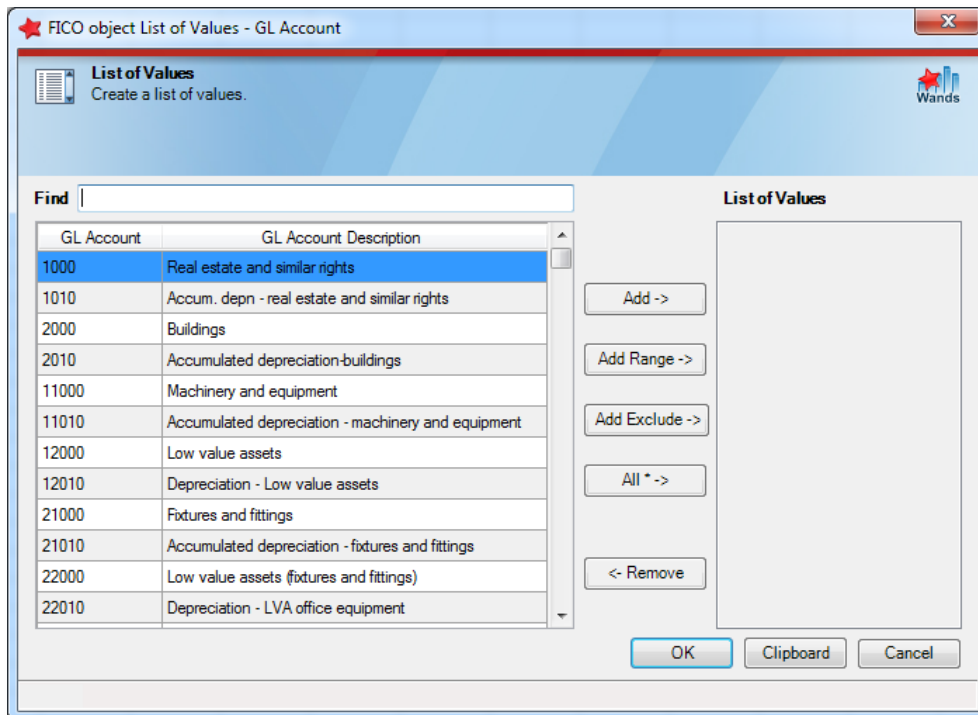 FICO object List of Values - GL Account
List of Values
Create a list of values.
Wands
Find
List of Values
GL Account GL Account Description
1000 Real estate and similar rights
1010 Accum. depn - real estate and similar rights
2000 Buildings
2010 Accumulated depreciation-buildings
11000 Machinery and equipment
11010 Accumulated depreciation - machinery and equipment
12000 Low value assets
12010 Depreciation - Low value assets
21000 Fixtures and fittings
21010 Accumulated depreciation - fixtures and fittings
22000 Low value assets (fixtures and fittings)
22010 Depreciation - LVA office equipment
Add ->
Add Range ->
Add Exclude ->
All * ->
<- Remove
OK Clipboard Cancel